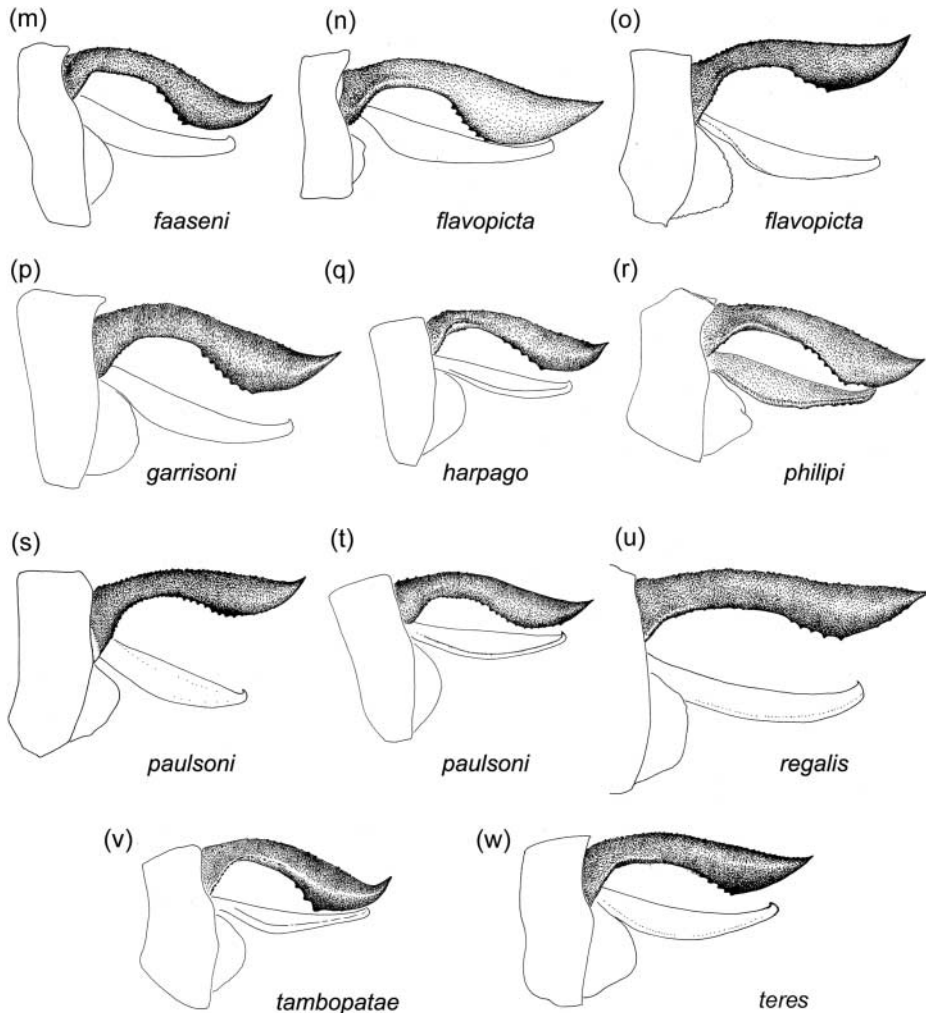 (m) (n) (o)
faaseni flavopicta flavopicta
(p) (q) (r)
garrisoni harpago philipi
(s) (t) (u)
paulsoni paulsoni regalis
(v) (w)
tambopatae teres